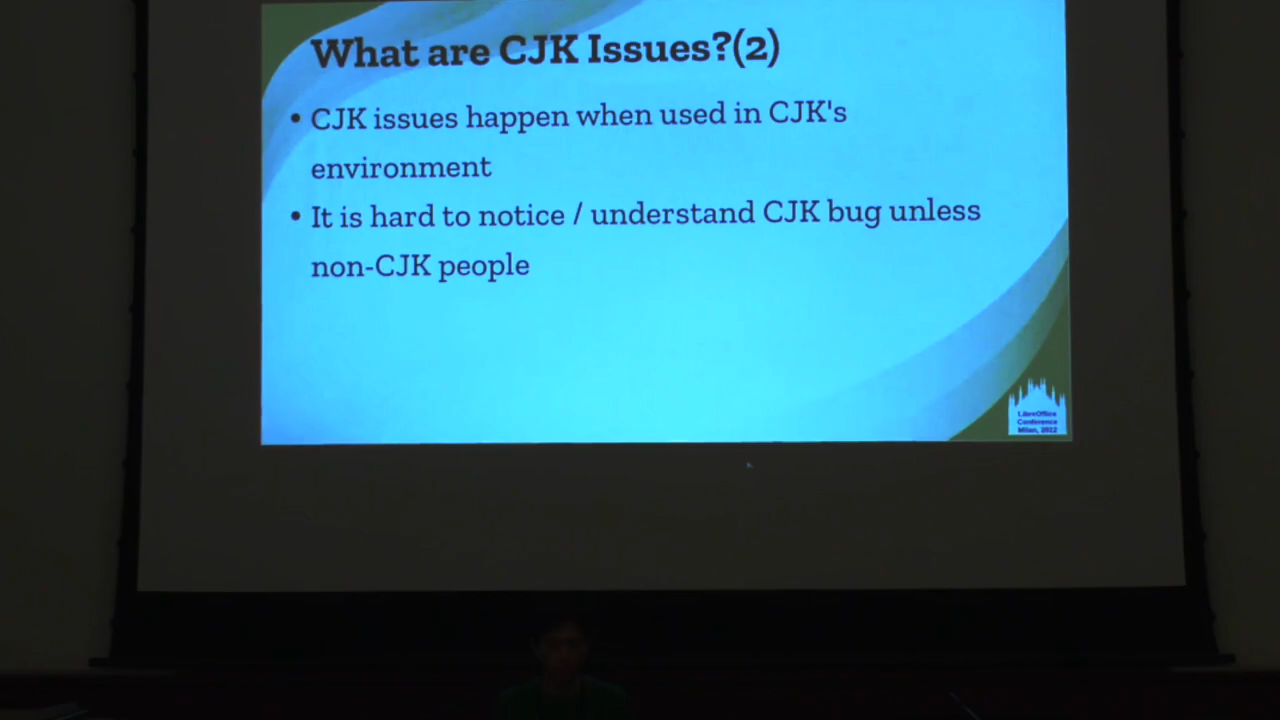 What are CJK Issues?(2)
• CJK issues happen when used in CJK's
environment
• It is hard to notice / understand CJK bug unless
non-CJK people
LibreOffice
Conference
Milan, 2022